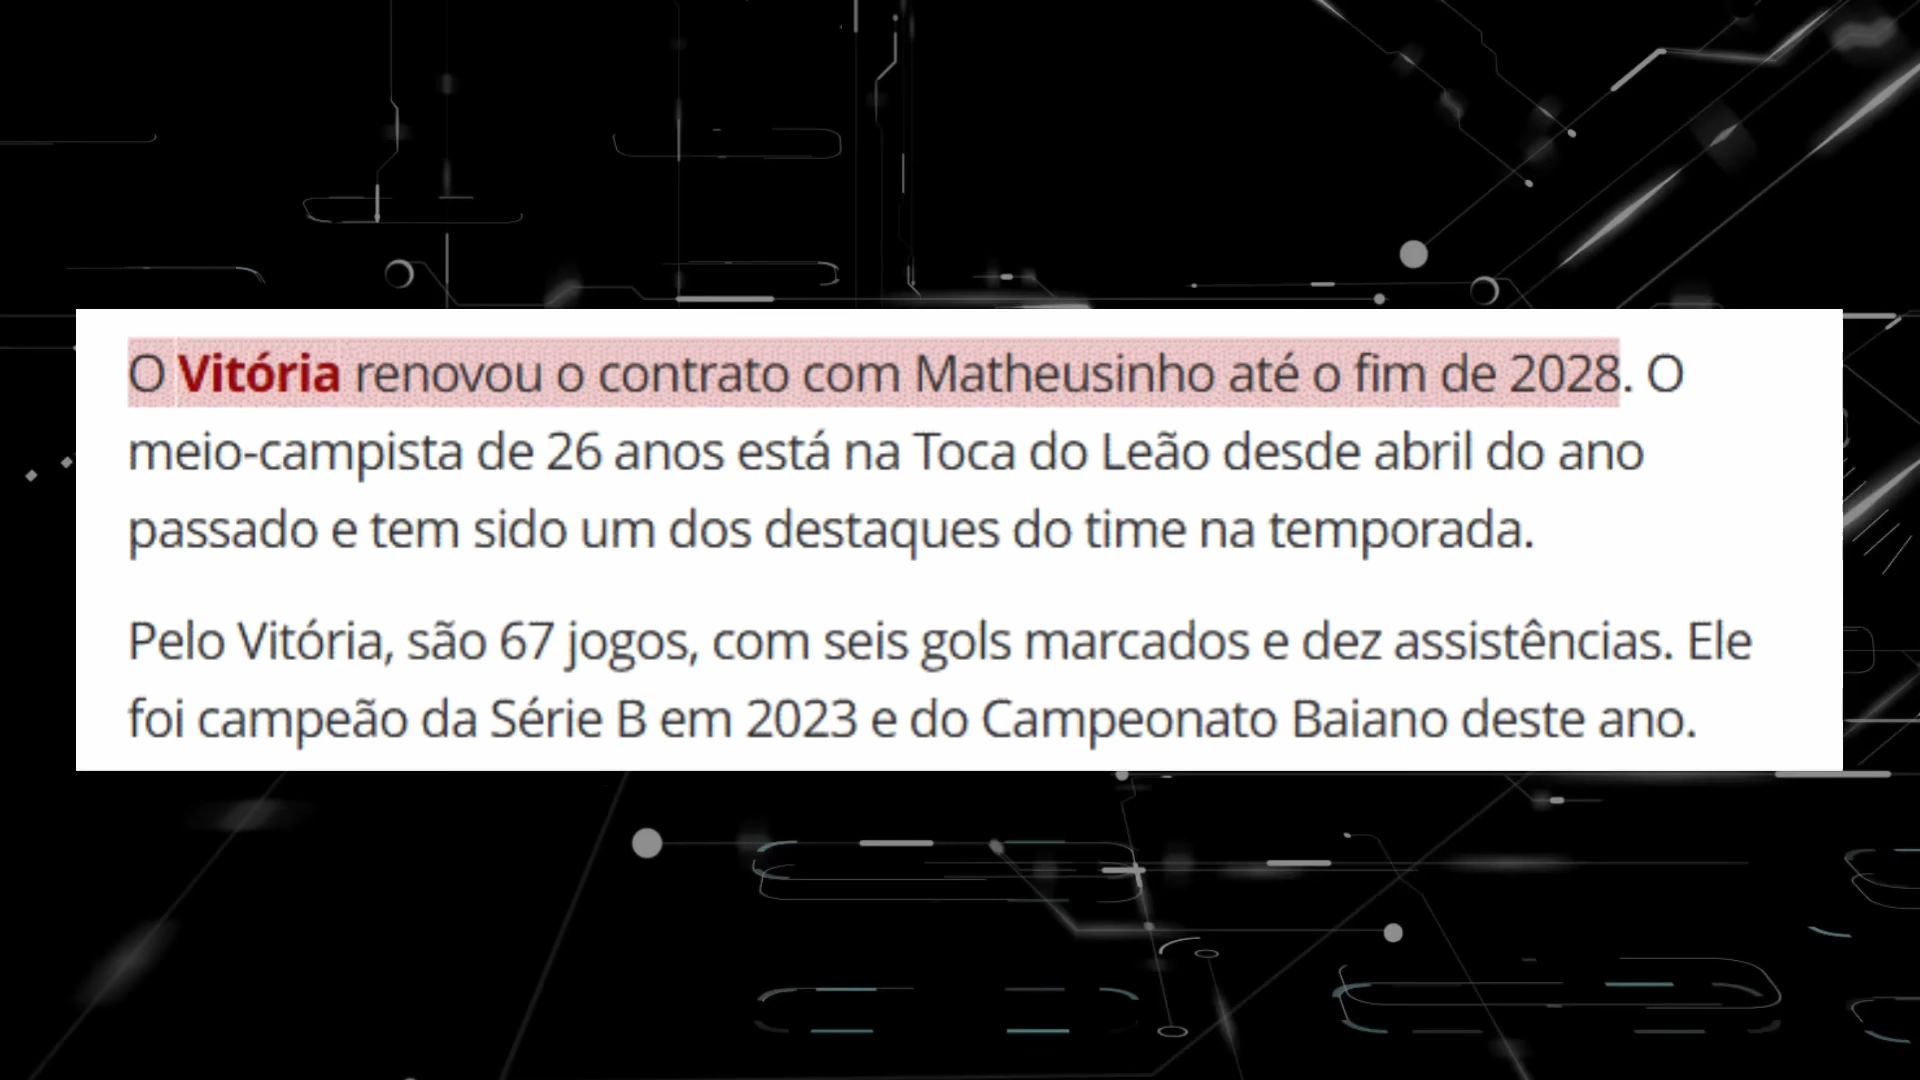 O Vitória renovou o contrato com Matheusinho até o fim de 2028. O
meio-campista de 26 anos está na Toca do Leão desde abril do ano
passado e tem sido um dos destaques do time na temporada.
Pelo Vitória, são 67 jogos, com seis gols marcados e dez assistências. Ele
foi campeão da Série B em 2023 e do Campeonato Baiano deste ano.